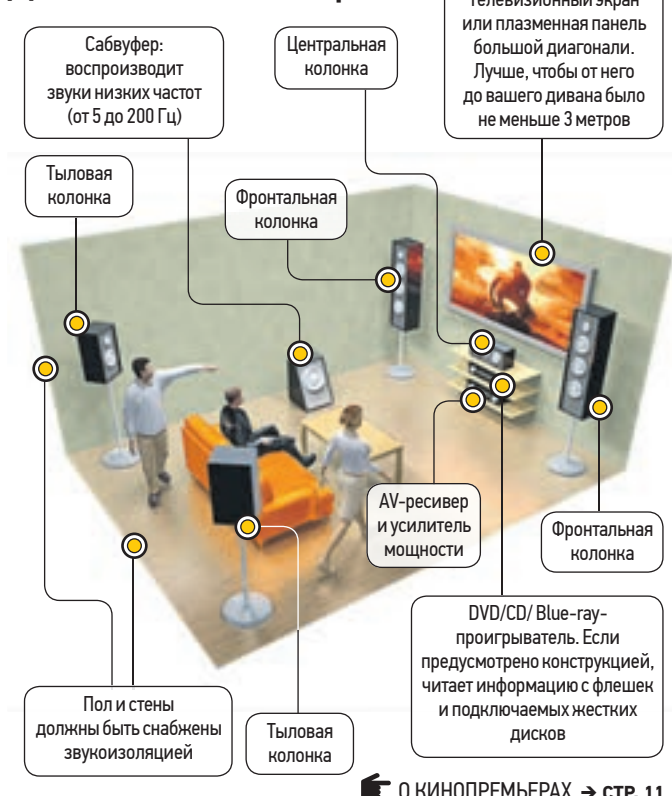 телевизионный экран
или плазменная панель
большой диагонали.
Лучше, чтобы от него
до вашего дивана было
не меньше 3 метров
Сабвуфер:
воспроизводит
звуки низких частот
(от 5 до 200 Гц)
Центральная
колонка
Тыловая
колонка
Фронтальная
колонка
AV-ресивер
и усилитель
мощности
Фронтальная
колонка
DVD/CD/ Blue-ray-
проигрыватель. Если
предусмотрено конструкцией,
читает информацию с флешек
и подключаемых жестких
дисков
Пол и стены
должны быть снабжены
звукоизоляцией
Тыловая
колонка
О КИНОПРЕМЬЕРАХ → СТР. 11